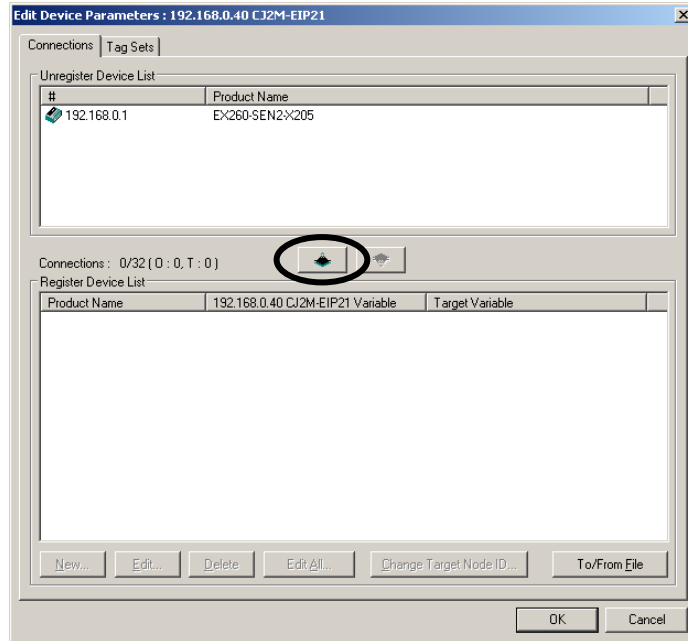 Edit Device Parameters : 192.168.0.40 CJ2M-EIP21
Connections Tag Sets
Unregister Device List
# Product Name
192.168.0.1 EX260-SEN2-X205
Connections : 0/32 ( O : 0, T : 0 )
Register Device List
Product Name 192.168.0.40 CJ2M-EIP21 Variable Target Variable
New... Edit... Delete Edit All... Change Target Node ID... To/From File
OK Cancel